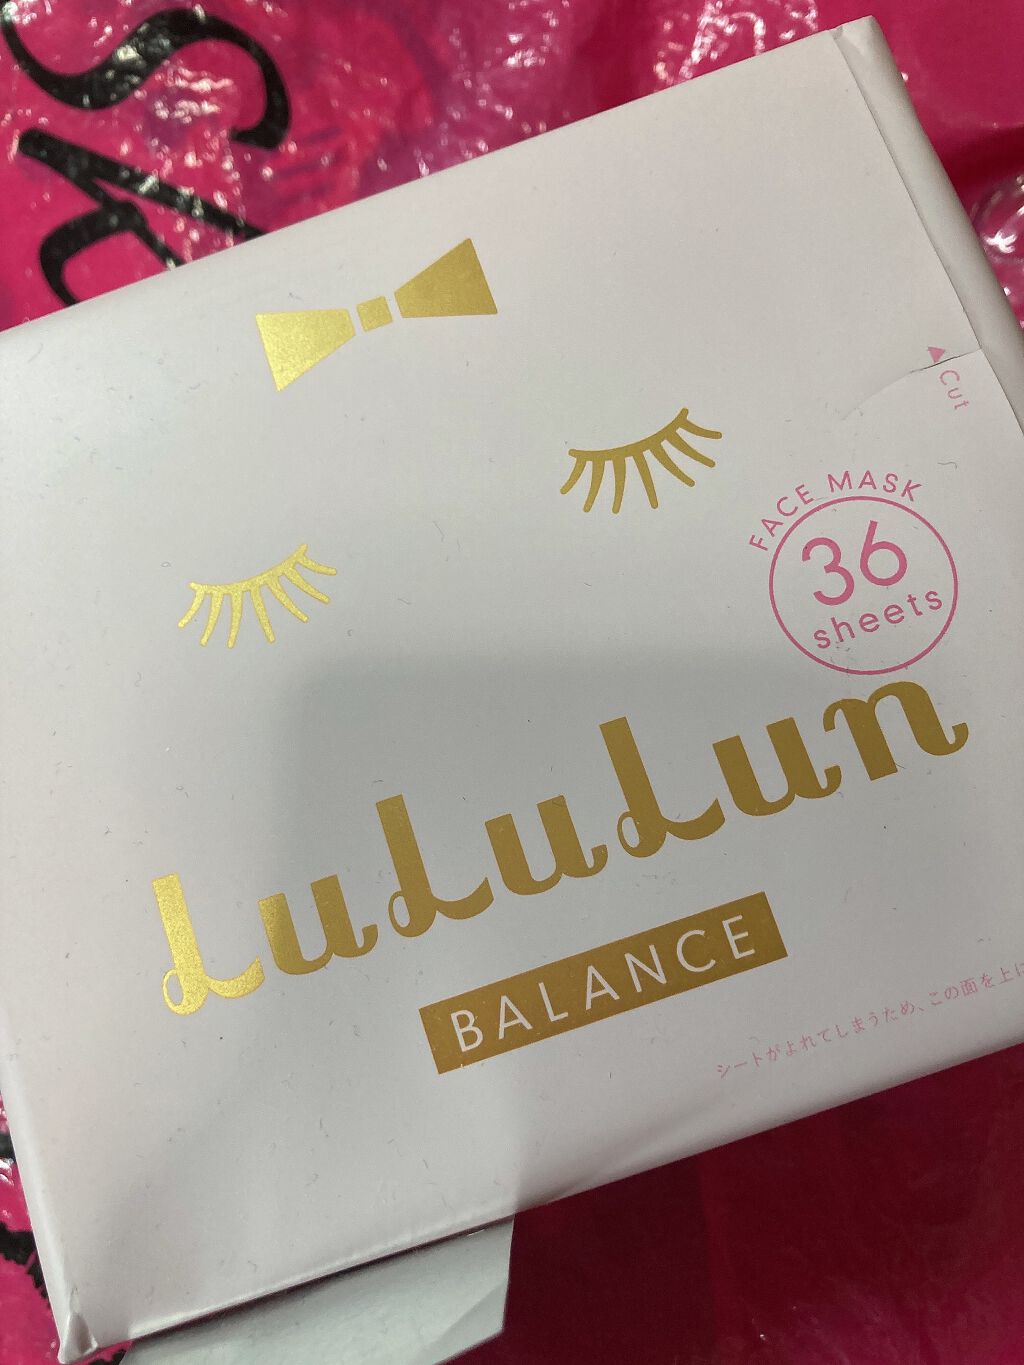 Cut
FACE MASK
36
sheets
LuLuLun
BALANCE
シートがよれてしまうため、この面を上に